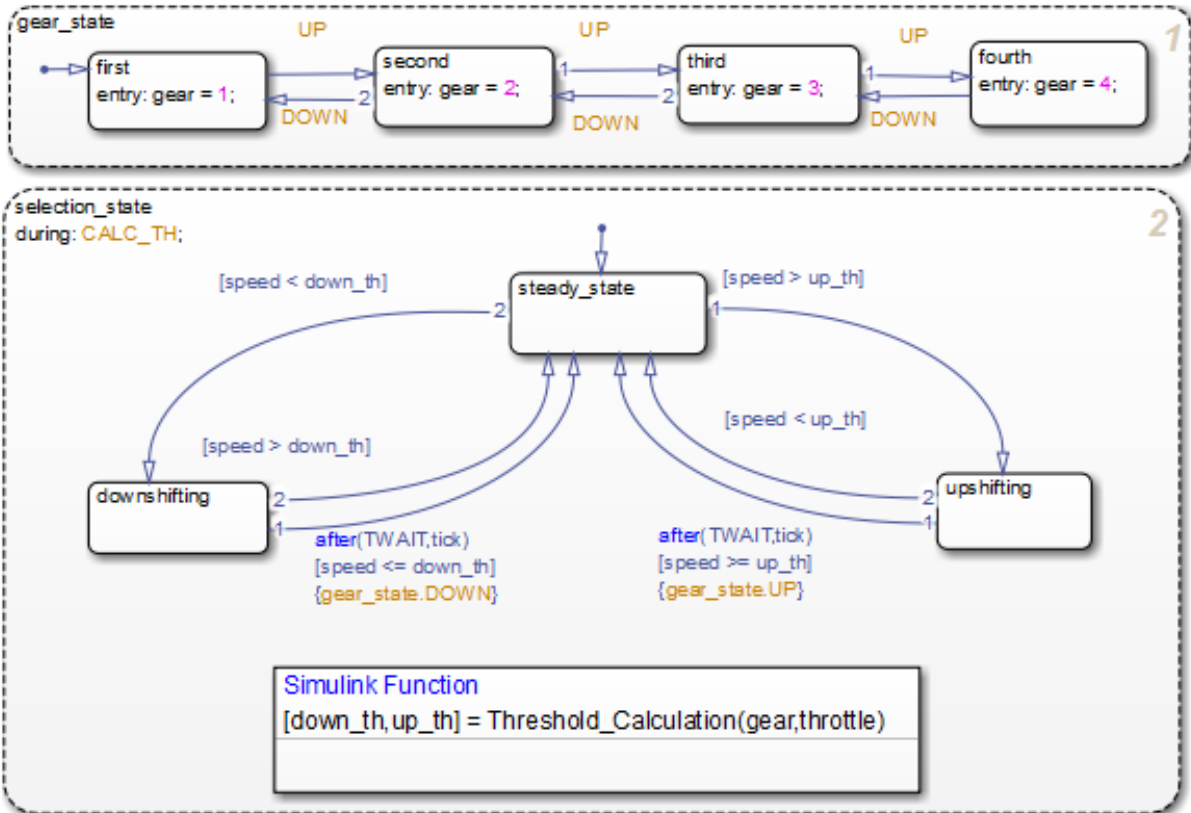 gear_state
1
UP
UP
UP
first
entry: gear = 1;
second
entry: gear = 2;
third
entry: gear = 3;
fourth
entry: gear = 4;
1
2
1
2
1
DOWN
DOWN
DOWN
selection_state
during: CALC_TH;
2
[speed < down_th]
steady_state
[speed > up_th]
2
1
[speed > down_th]
[speed < up_th]
downshifting
2
1
upshifting
2
1
after(TWAIT,tick)
[speed <= down_th]
{gear_state.DOWN}
after(TWAIT,tick)
[speed >= up_th]
{gear_state.UP}
Simulink Function
[down_th,up_th] = Threshold_Calculation(gear,throttle)